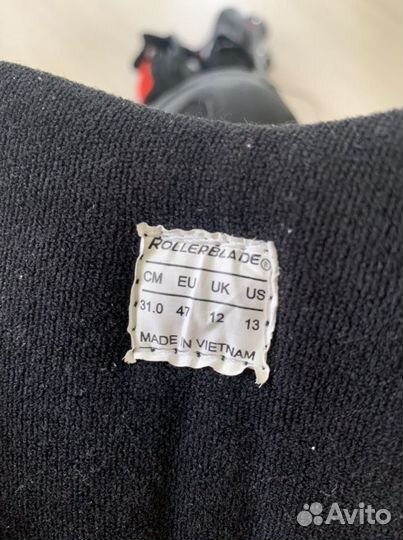 ROLLERBLADE®
CM EU UK US
31.0 47 12 13
MADE IN VIETNAM
Avito